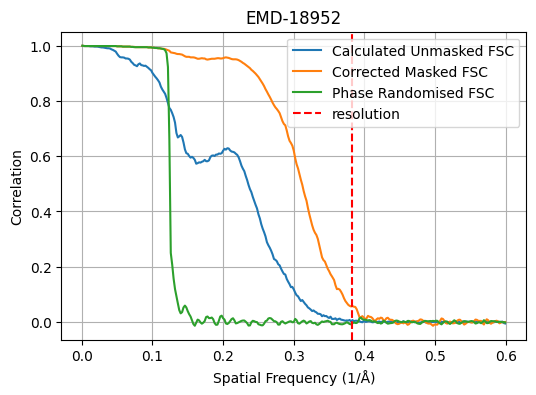 EMD-18952
1.0
0.8
0.6
0.4
0.2
0.0
Correlation
Calculated Unmasked FSC
Corrected Masked FSC
Phase Randomised FSC
resolution
0.0 0.1 0.2 0.3 0.4 0.5 0.6
Spatial Frequency (1/Å)